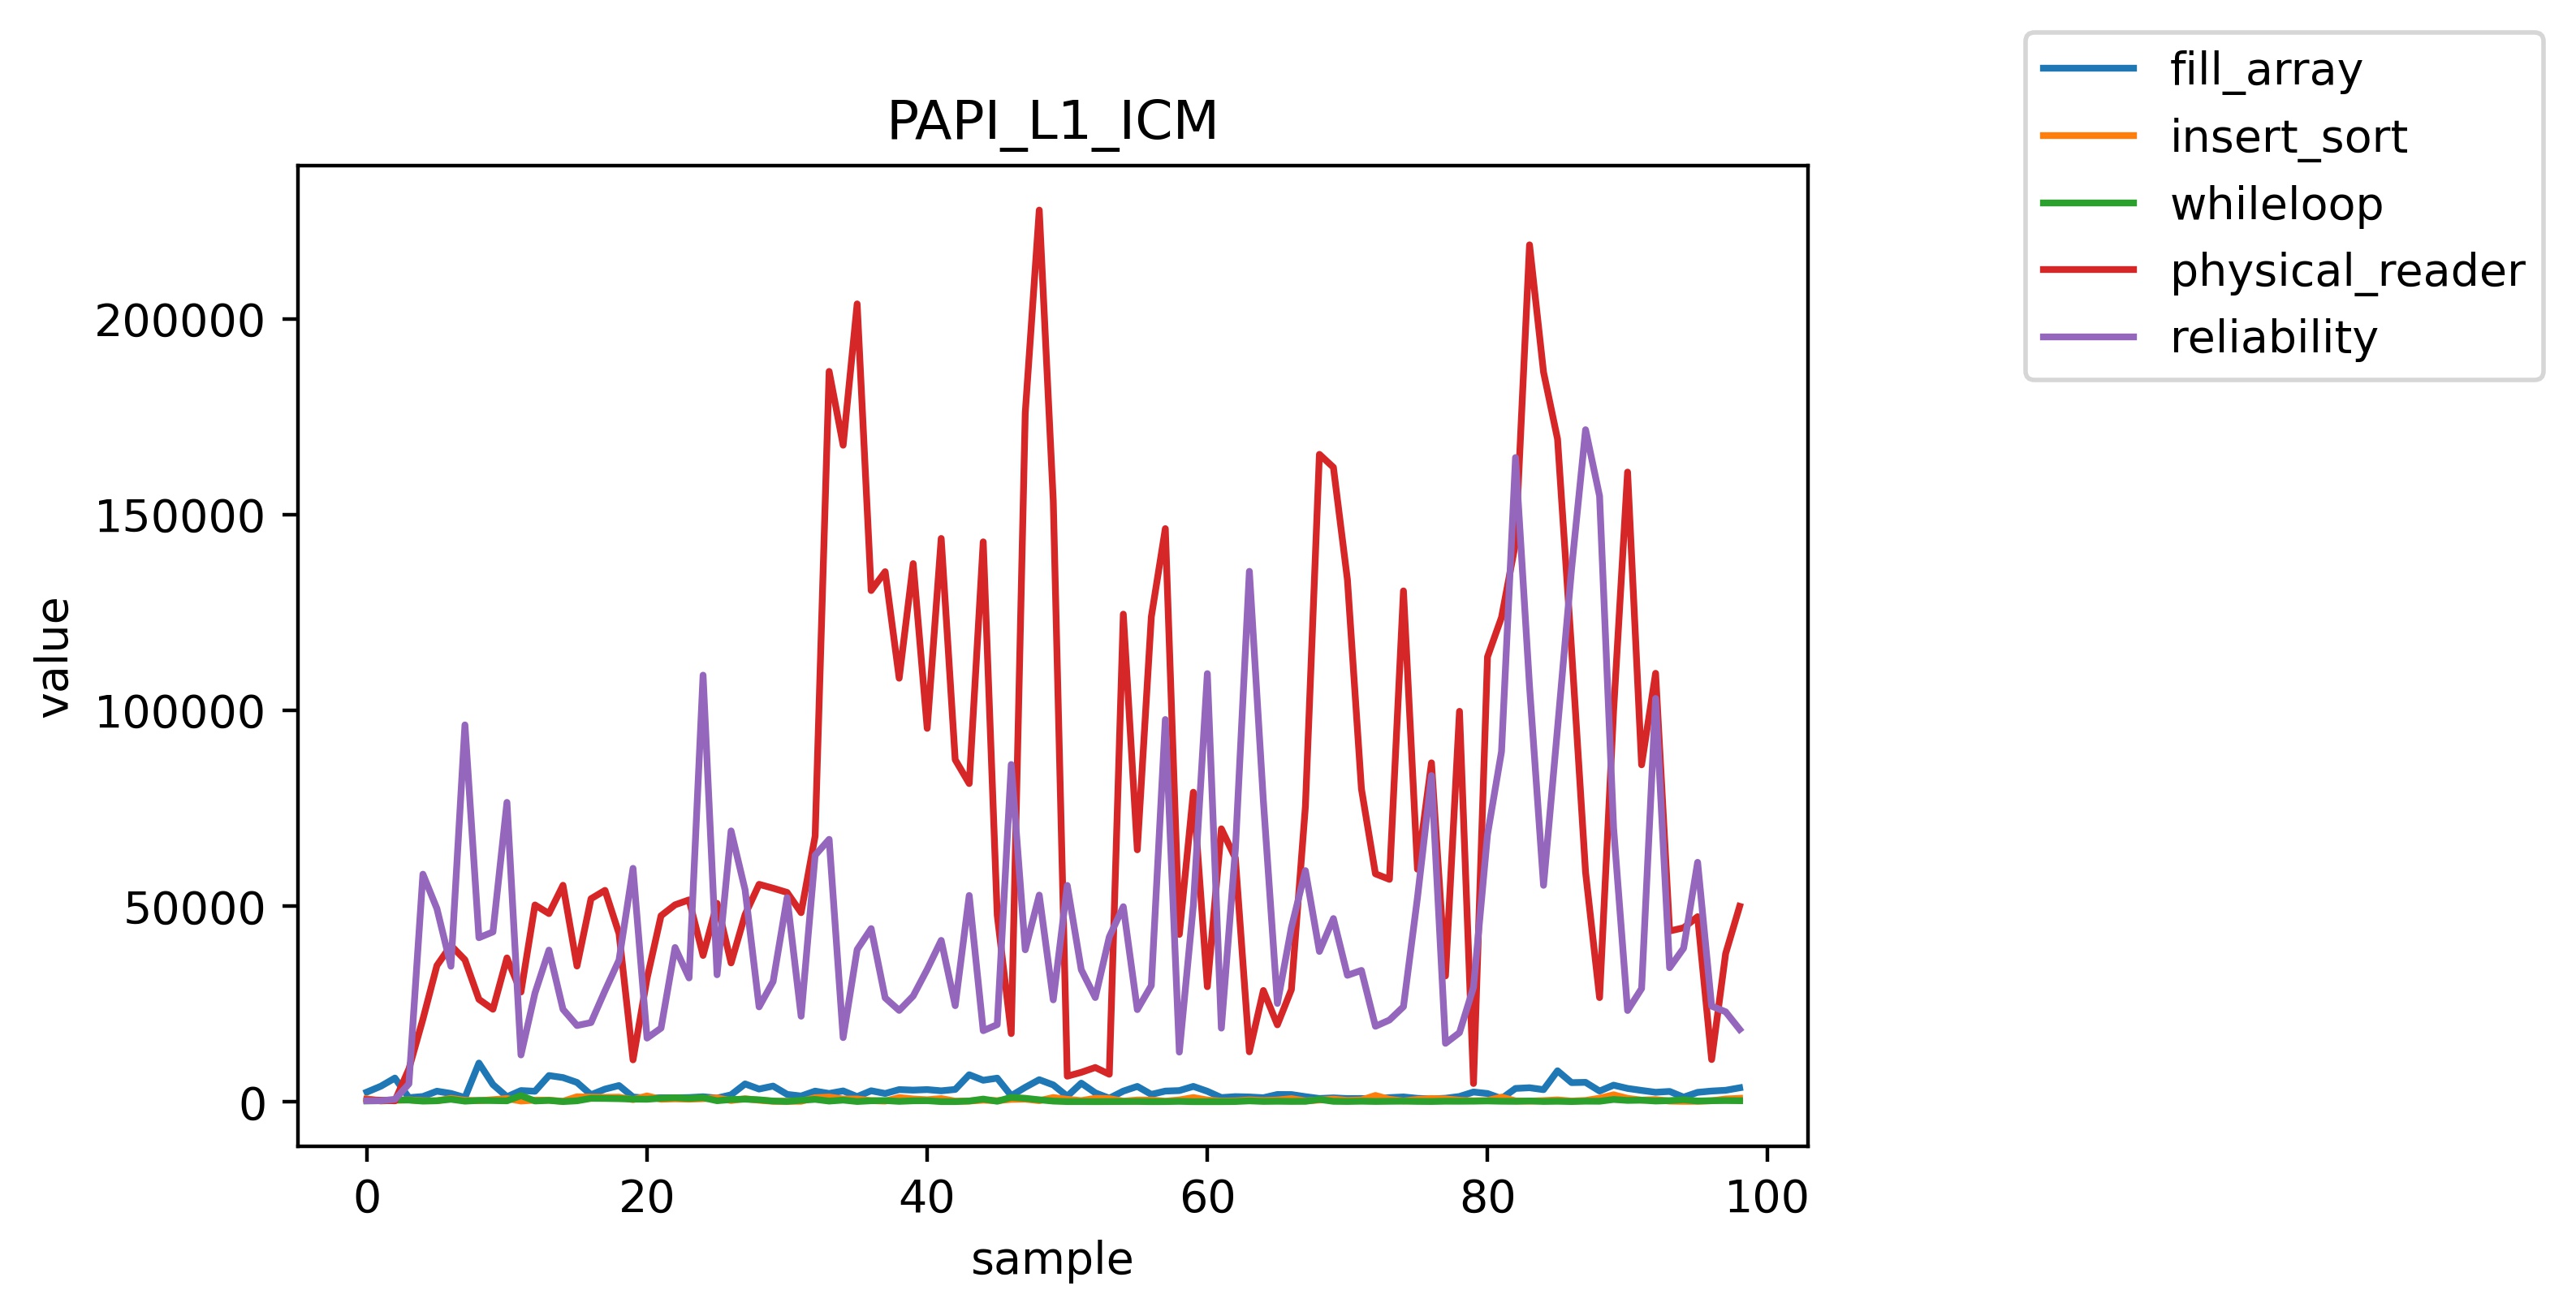 PAPI_L1_ICM
fill_array
insert_sort
whileloop
physical_reader
reliability
value
200000
150000
100000
50000
0
0 20 40 60 80 100
sample